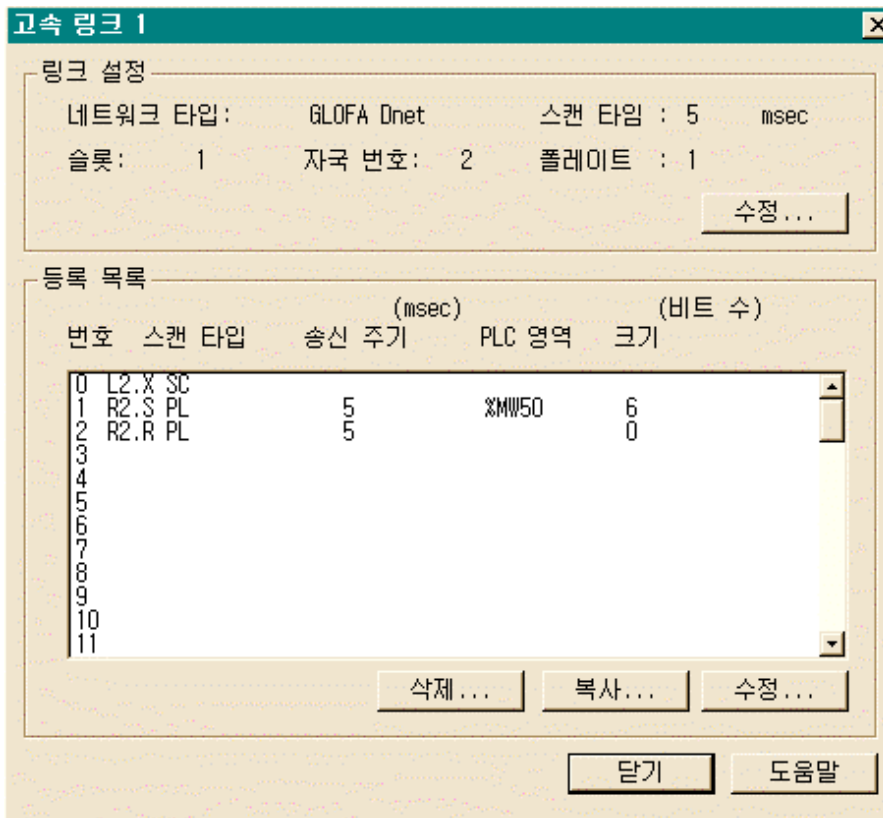 고속 링크 1
링크 설정
네트워크 타입: GLOFA Dnet 스캔 타임 : 5 msec
슬롯: 1 자국 번호: 2 폴레이트 : 1
수정...
등록 목록
(msec) (비트 수)
번호 스캔 타입 송신 주기 PLC 영역 크기
0 L2.X SC
1 R2.S PL 5 %MW50 6
2 R2.R PL 5 0
3
4
5
6
7
8
9
10
11
삭제... 복사... 수정...
닫기 도움말